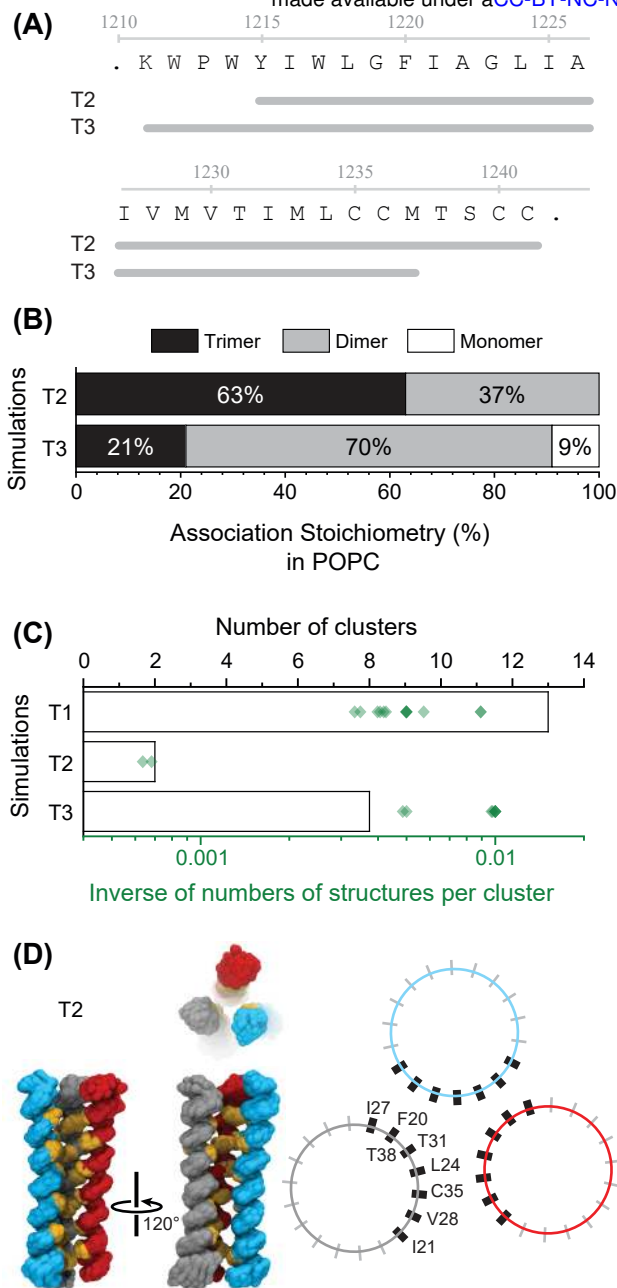 made available under aCC-BY-NC-N
(A)
1210 1215 1220 1225
. K W P W Y I W L G F I A G L I A
T2
T3
1230 1235 1240
I V M V T I M L C C M T S C C .
T2
T3
(B)
Trimer Dimer Monomer
Simulations
T2 63% 37%
T3 21% 70% 9%
0 20 40 60 80 100
Association Stoichiometry (%)
in POPC
(C)
Number of clusters
0 2 4 6 8 10 12 14
Simulations
T1
T2
T3
0.001 0.01
Inverse of numbers of structures per cluster
(D)
T2
120°
I27
F20
T38
T31
L24
C35
V28
I21